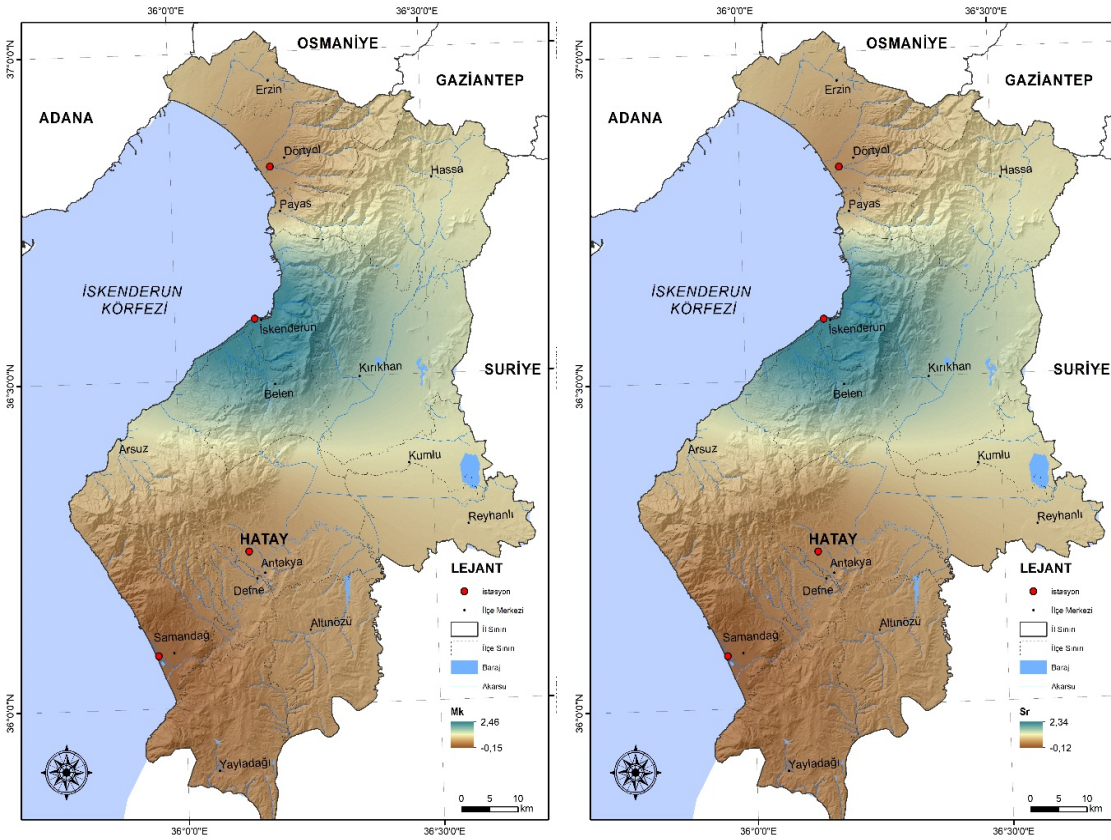 36°0'0"E
36°30'0"E
OSMANİYE
GAZİANTEP
ADANA
37°0'0"N
Erzin
Dörtyol
Hassa
Payas
İSKENDERUN
KÖRFEZİ
İskenderun
SURİYE
Kırıkhan
36°30'0"N
Belen
Arsuz
Kumlu
Reyhanlı
HATAY
Antakya
Defne
Altınözü
Samandağ
36°0'0"N
Yayladağı
LEJANT
istasyon
İlçe Merkezi
İl Sınırı
İlçe Sınırı
Baraj
Akarsu
Mk
2,46
-0,15
0 5 10
km
36°0'0"E
36°30'0"E
36°0'0"E
36°30'0"E
OSMANİYE
GAZİANTEP
ADANA
37°0'0"N
Erzin
Dörtyol
Hassa
Payas
İSKENDERUN
KÖRFEZİ
İskenderun
SURİYE
Kırıkhan
36°30'0"N
Belen
Arsuz
Kumlu
Reyhanlı
HATAY
Antakya
Defne
Altınözü
Samandağ
36°0'0"N
Yayladağı
LEJANT
istasyon
İlçe Merkezi
İl Sınırı
İlçe Sınırı
Baraj
Akarsu
Sr
2,34
-0,12
0 5 10
km
36°0'0"E
36°30'0"E